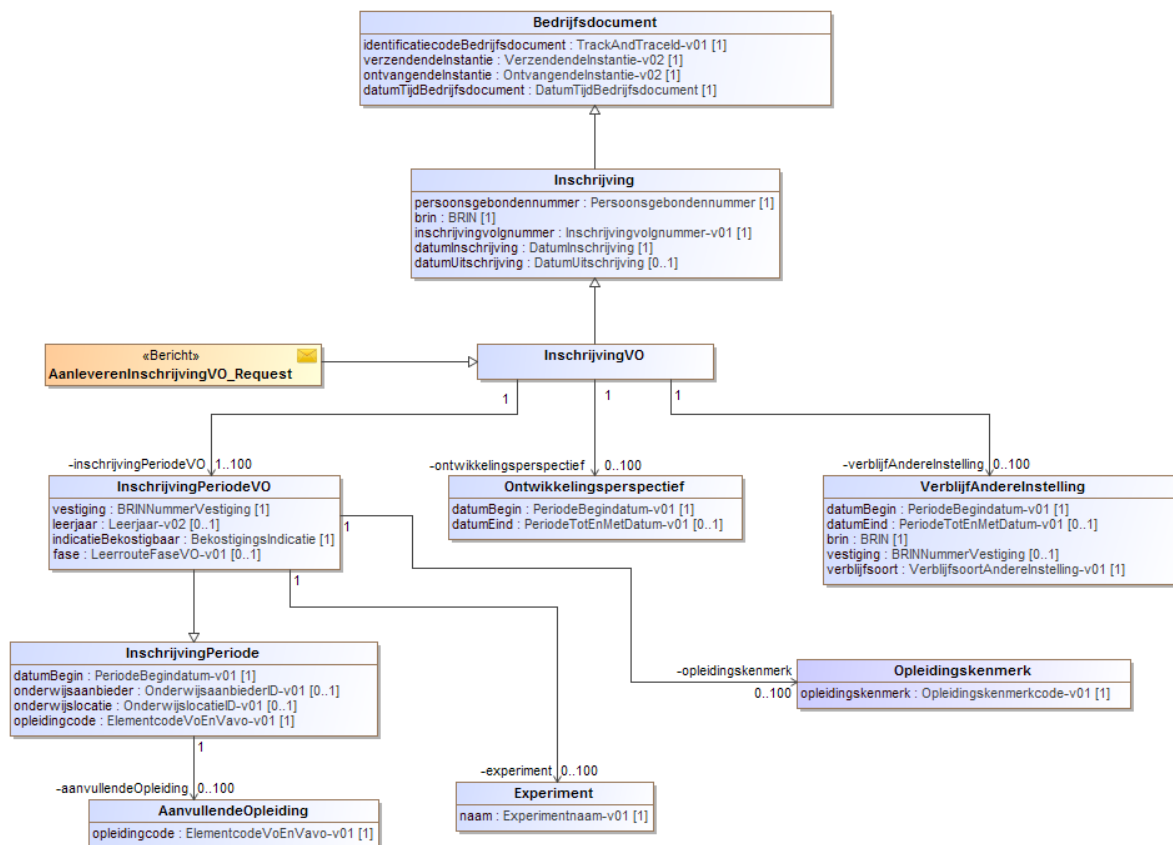 Bedrijfsdocument
identificatiecodeBedrijfsdocument : TrackAndTraceId-v01 [1]
verzendendeInstantie : VerzendendeInstantie-v02 [1]
ontvangendeInstantie : OntvangendeInstantie-v02 [1]
datumTijdBedrijfsdocument : DatumTijdBedrijfsdocument [1]
Inschrijving
persoonsgebondennummer : Persoonsgebondennummer [1]
brin : BRIN [1]
inschrijvingvolgnummer : Inschrijvingvolgnummer-v01 [1]
datumInschrijving : DatumInschrijving [1]
datumUitschrijving : DatumUitschrijving [0..1]
«Bericht»
AanleverenInschrijvingVO_Request
InschrijvingVO
1
1
1
-inschrijvingPeriodeVO 1..100
-ontwikkelingsperspectief 0..100
-verblijfAndereInstelling 0..100
InschrijvingPeriodeVO
vestiging : BRINNummerVestiging [1]
leerjaar : Leerjaar-v02 [0..1]
indicatieBekostigbaar : BekostigingsIndicatie [1]
fase : LeerrouteFaseVO-v01 [0..1]
1
1
Ontwikkelingsperspectief
datumBegin : PeriodeBegindatum-v01 [1]
datumEind : PeriodeTotEnMetDatum-v01 [0..1]
VerblijfAndereInstelling
datumBegin : PeriodeBegindatum-v01 [1]
datumEind : PeriodeTotEnMetDatum-v01 [0..1]
brin : BRIN [1]
vestiging : BRINNummerVestiging [0..1]
verblijfsoort : VerblijfsoortAndereInstelling-v01 [1]
InschrijvingPeriode
datumBegin : PeriodeBegindatum-v01 [1]
onderwijsaanbieder : OnderwijsaanbiederID-v01 [0..1]
onderwijslocatie : OnderwijslocatieID-v01 [0..1]
opleidingcode : ElementcodeVoEnVavo-v01 [1]
1
-opleidingskenmerk
0..100
Opleidingskenmerk
opleidingskenmerk : Opleidingskenmerkcode-v01 [1]
-aanvullendeOpleiding 0..100
AanvullendeOpleiding
opleidingcode : ElementcodeVoEnVavo-v01 [1]
-experiment 0..100
Experiment
naam : Experimentnaam-v01 [1]